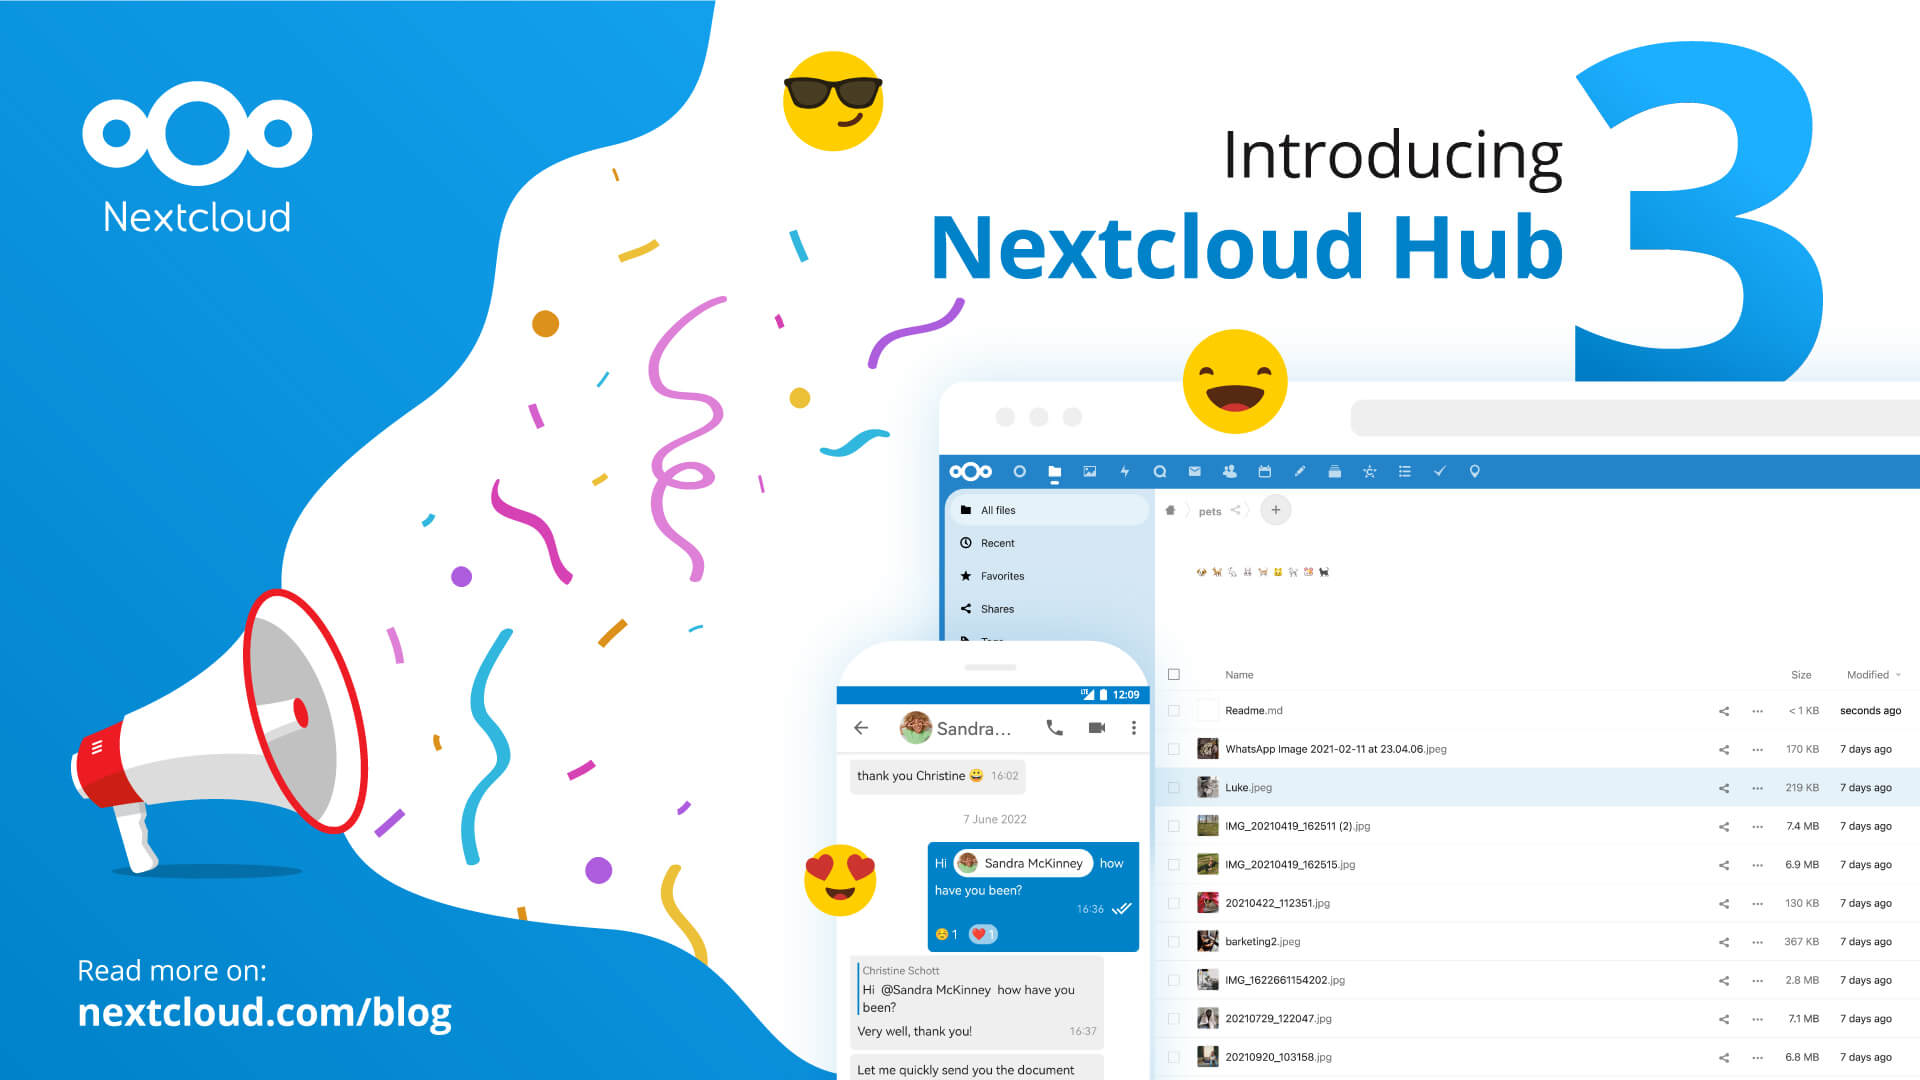 Nextcloud
Introducing
Nextcloud Hub
3
Read more on:
nextcloud.com/blog
All files
Recent
Favorites
Shares
Tags
pets
+
Name Size Modified
Readme.md < 1 KB seconds ago
WhatsApp Image 2021-02-11 at 23.04.06.jpeg 170 KB 7 days ago
Luke.jpeg 219 KB 7 days ago
IMG_20210419_162511 (2).jpg 7.4 MB 7 days ago
IMG_20210419_162515.jpg 6.9 MB 7 days ago
20210422_112351.jpg 130 KB 7 days ago
barketing2.jpeg 367 KB 7 days ago
IMG_1622661154202.jpg 2.8 MB 7 days ago
20210729_122047.jpg 7.1 MB 7 days ago
20210920_103158.jpg 6.8 MB 7 days ago
LTE 12:09
Sandra...
thank you Christine 😀 16:02
7 June 2022
Hi Sandra McKinney how
have you been?
16:36
☺️ 1 ❤️ 1
Christine Schott
Hi @Sandra McKinney how have you
been?
Very well, thank you! 16:37
Let me quickly send you the document